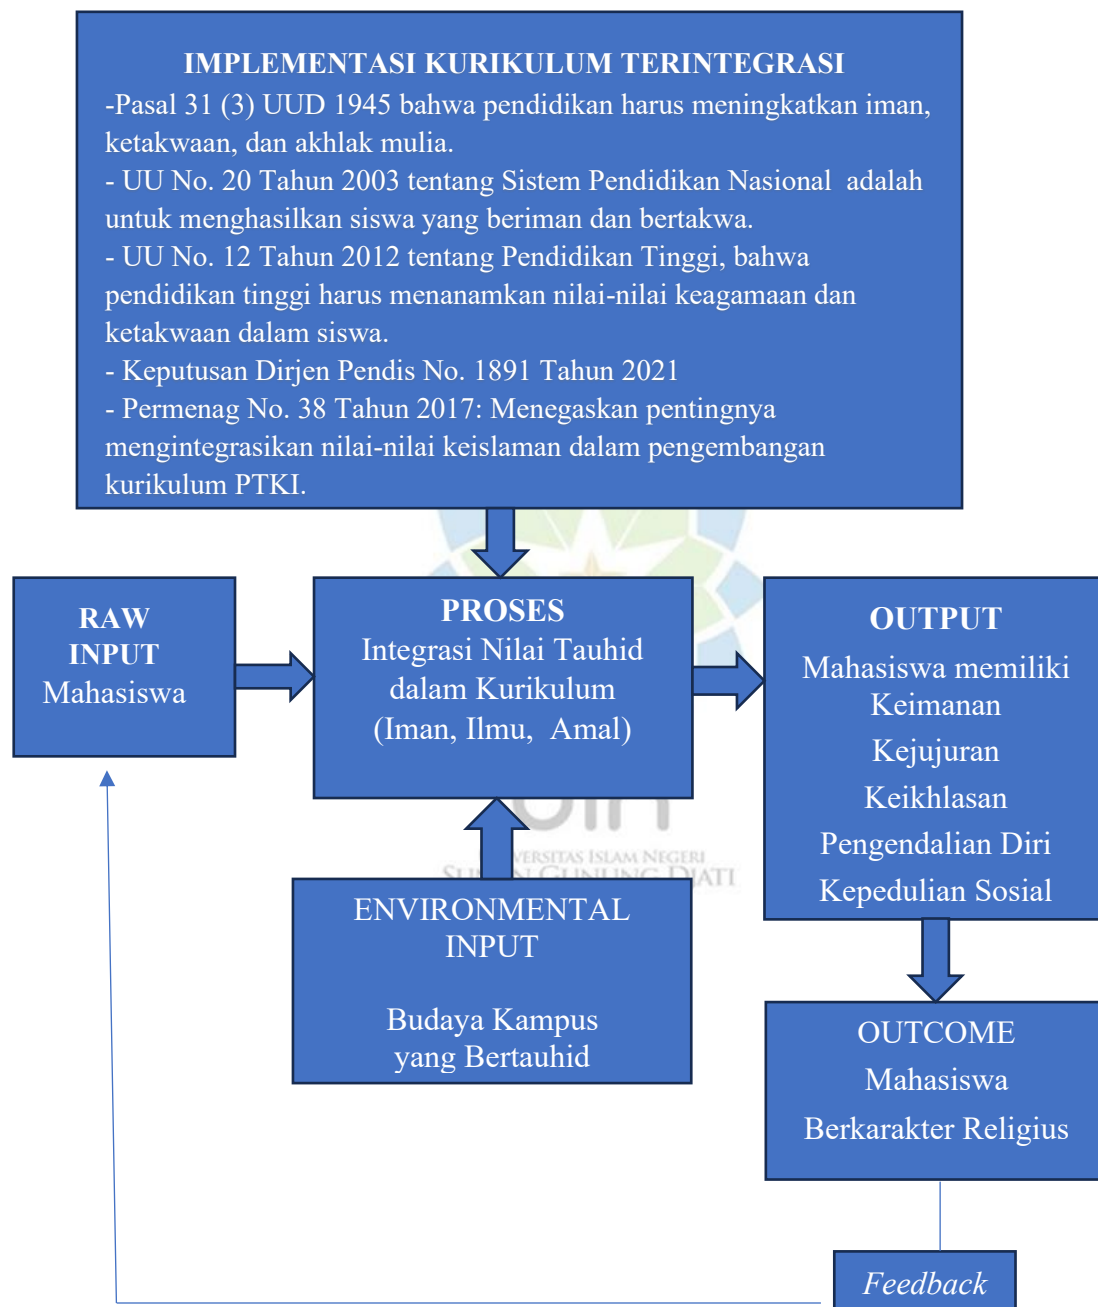 IMPLEMENTASI KURIKULUM TERINTEGRASI
-Pasal 31 (3) UUD 1945 bahwa pendidikan harus meningkatkan iman,
ketakwaan, dan akhlak mulia.
- UU No. 20 Tahun 2003 tentang Sistem Pendidikan Nasional adalah
untuk menghasilkan siswa yang beriman dan bertakwa.
- UU No. 12 Tahun 2012 tentang Pendidikan Tinggi, bahwa
pendidikan tinggi harus menanamkan nilai-nilai keagamaan dan
ketakwaan dalam siswa.
- Keputusan Dirjen Pendis No. 1891 Tahun 2021
- Permenag No. 38 Tahun 2017: Menegaskan pentingnya
mengintegrasikan nilai-nilai keislaman dalam pengembangan
kurikulum PTKI.
RAW
INPUT
Mahasiswa
PROSES
Integrasi Nilai Tauhid
dalam Kurikulum
(Iman, Ilmu, Amal)
OUTPUT
Mahasiswa memiliki
Keimanan
Kejujuran
Keikhlasan
Pengendalian Diri
Kepedulian Sosial
ISLAM NEGERI
ENVIRONMENTAL
INPUT
Budaya Kampus
yang Bertauhid
OUTCOME
Mahasiswa
Berkarakter Religius
Feedback